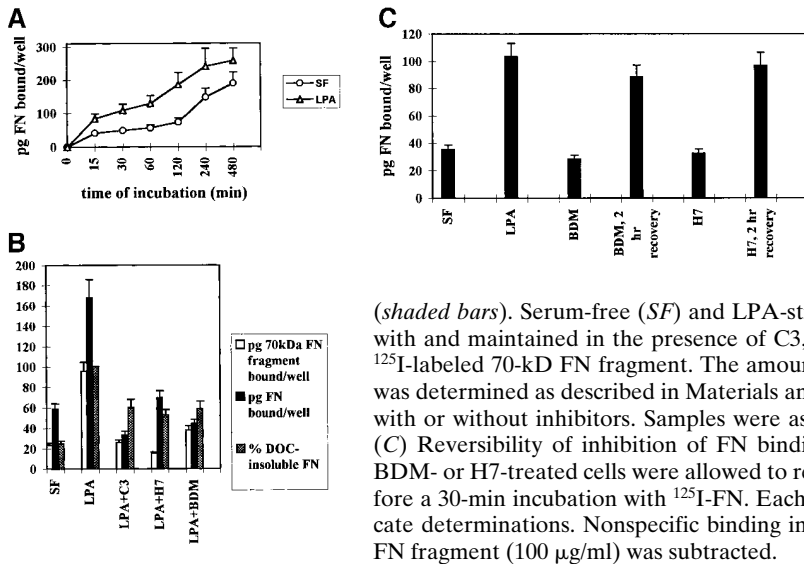 A
300
200
100
0
pg FN bound/well
0 15 30 60 120 240 480
time of incubation (min)
SF
LPA
B
200
180
160
140
120
100
80
60
40
20
0
SF
LPA
LPA+C3
LPA+H7
LPA+BDM
pg 70kDa FN
fragment
bound/well
pg FN
bound/well
% DOC-
insoluble FN
C
120
100
80
60
40
20
0
pg FN bound/well
SF
LPA
BDM
BDM, 2
hr
recovery
H7
H7, 2 hr
recovery
(shaded bars). Serum-free (SF) and LPA-st
with and maintained in the presence of C3,
125I-labeled 70-kD FN fragment. The amoun
was determined as described in Materials an
with or without inhibitors. Samples were as
(C) Reversibility of inhibition of FN bindi
BDM- or H7-treated cells were allowed to re
fore a 30-min incubation with 125I-FN. Each
cate determinations. Nonspecific binding in
FN fragment (100 μg/ml) was subtracted.